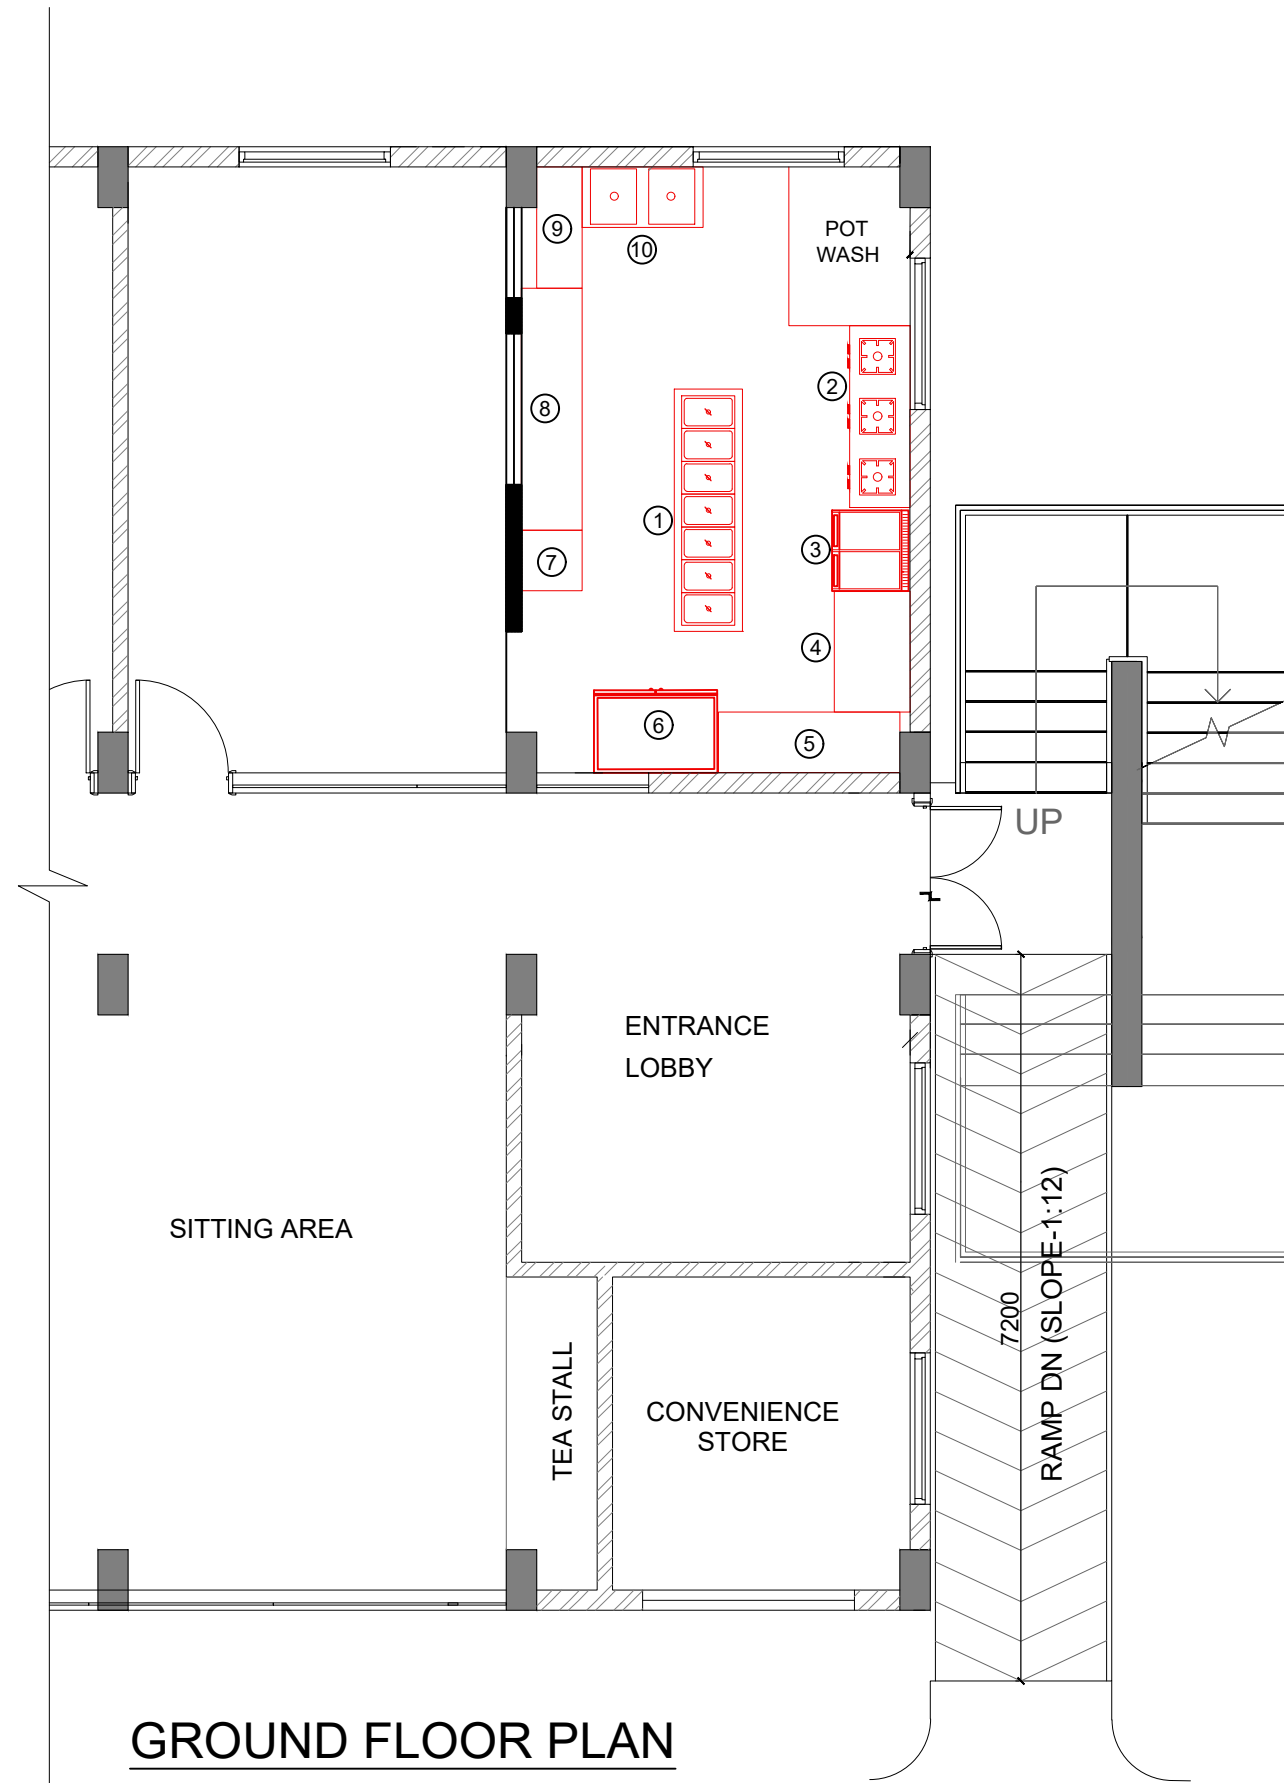 9
10
POT
WASH
2
8
1
3
7
4
6
5
UP
ENTRANCE
LOBBY
SITTING AREA
RAMP DN (SLOPE-1:12)
7200
TEA STALL
CONVENIENCE
STORE
GROUND FLOOR PLAN